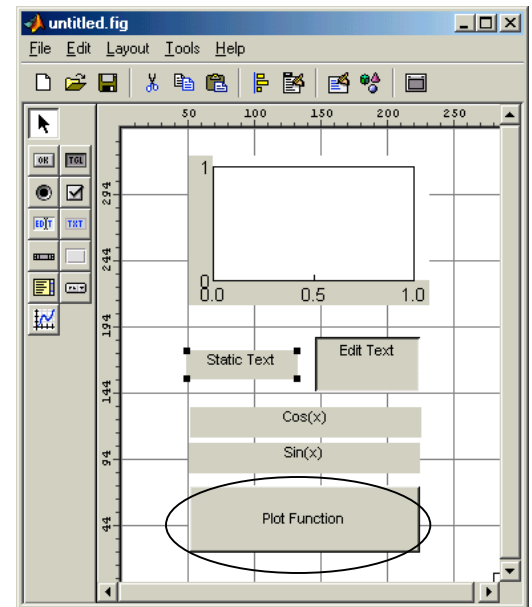 untitled.fig
File Edit Layout Tools Help
50 100 150 200 250
OK TGL
EDIT TXT
294
244
194
144
94
44
1
0
0.0 0.5 1.0
Static Text
Edit Text
Cos(x)
Sin(x)
Plot Function